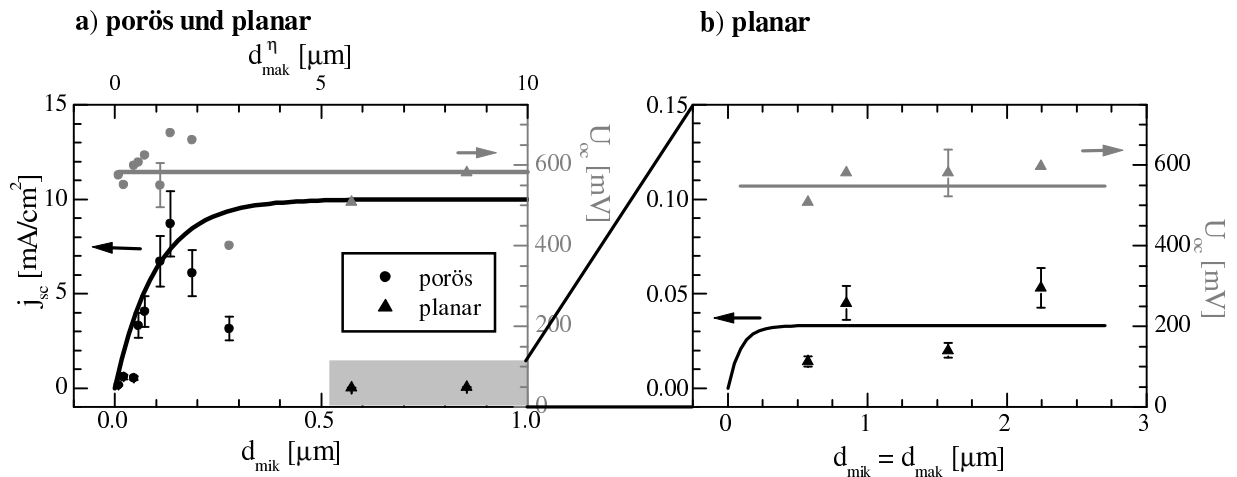 a) porös und planar
d_mak^η [µm]
0 5 10
15
10
5
0
j_sc [mA/cm²]
600
400
200
0
U_oc [mV]
porös
planar
0.0 0.5 1.0
d_mik [µm]
b) planar
0.15
0.10
0.05
0.00
600
400
200
0
U_oc [mV]
0 1 2 3
d_mik = d_mak [µm]